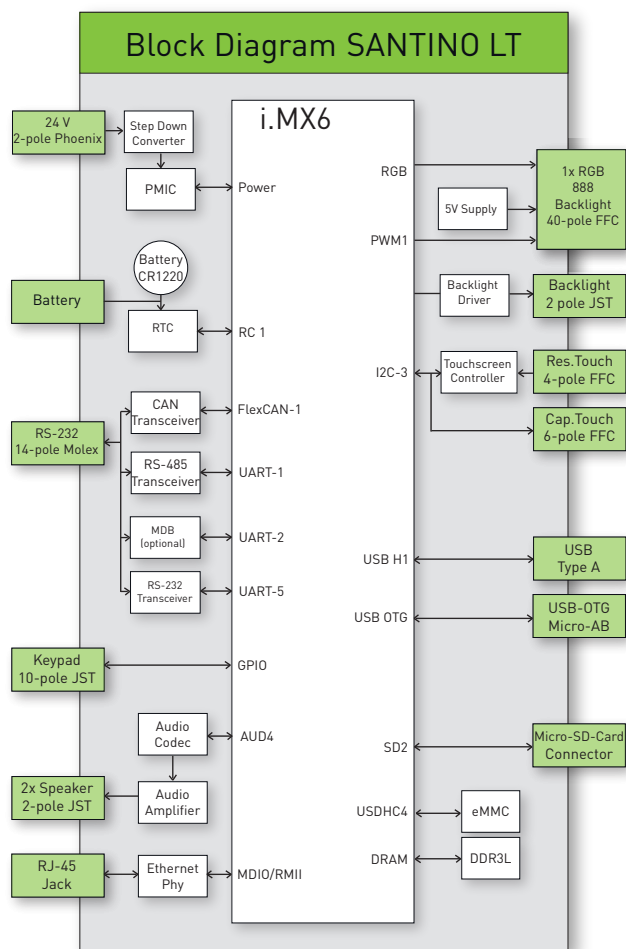 Block Diagram SANTINO LT
i.MX6
24 V
2-pole Phoenix
Step Down
Converter
PMIC
Power
Battery
CR1220
Battery
RTC
RC 1
CAN
Transceiver
FlexCAN-1
RS-232
14-pole Molex
RS-485
Transceiver
UART-1
MDB
(optional)
UART-2
RS-232
Transceiver
UART-5
Keypad
10-pole JST
GPIO
Audio
Codec
AUD4
2x Speaker
2-pole JST
Audio
Amplifier
RJ-45
Jack
Ethernet
Phy
MDIO/RMII
RGB
5V Supply
PWM1
1x RGB
888
Backlight
40-pole FFC
Backlight
Driver
Backlight
2 pole JST
I2C-3
Touchscreen
Controller
Res.Touch
4-pole FFC
Cap.Touch
6-pole FFC
USB H1
USB
Type A
USB OTG
USB-OTG
Micro-AB
SD2
Micro-SD-Card
Connector
USDHC4
eMMC
DRAM
DDR3L